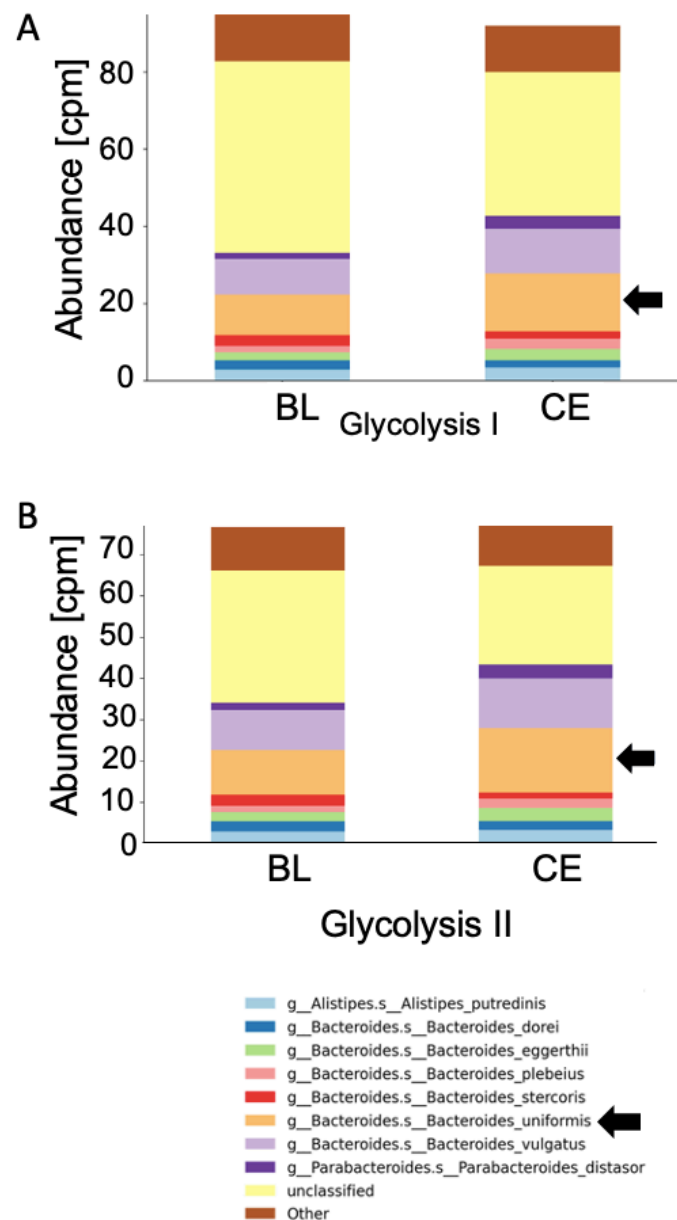 A
Abundance [cpm]
80
60
40
20
0
BL
CE
Glycolysis I
B
Abundance [cpm]
70
60
50
40
30
20
10
0
BL
CE
Glycolysis II
g__Alistipes.s__Alistipes_putredinis
g__Bacteroides.s__Bacteroides_dorei
g__Bacteroides.s__Bacteroides_eggerthii
g__Bacteroides.s__Bacteroides_plebeius
g__Bacteroides.s__Bacteroides_stercoris
g__Bacteroides.s__Bacteroides_uniformis
g__Bacteroides.s__Bacteroides_vulgatus
g__Parabacteroides.s__Parabacteroides_distasor
unclassified
Other